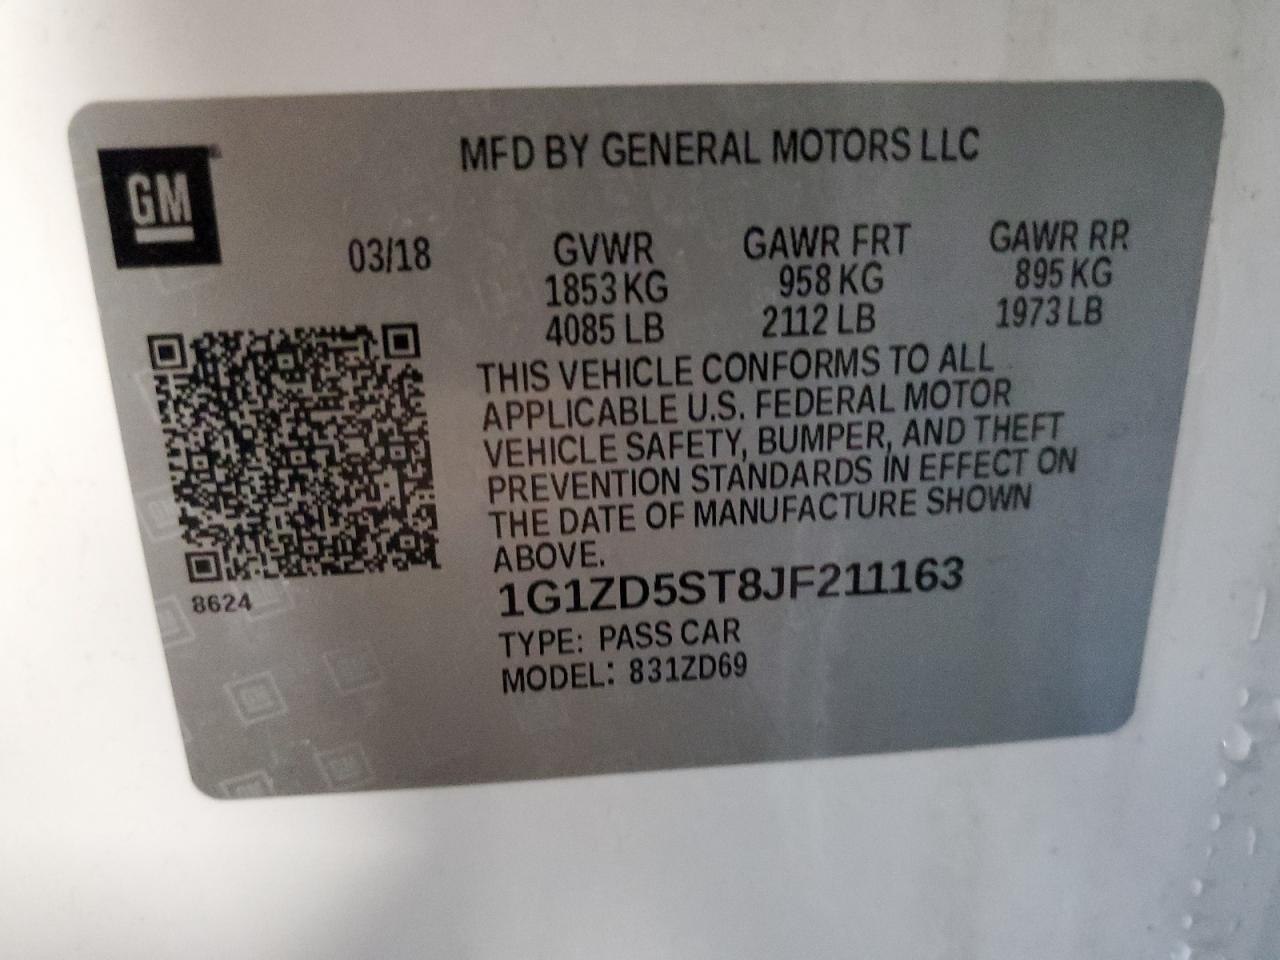 GM
MFD BY GENERAL MOTORS LLC
03/18
GVWR GAWR FRT GAWR RR
1853 KG 958 KG 895 KG
4085 LB 2112 LB 1973 LB
THIS VEHICLE CONFORMS TO ALL
APPLICABLE U.S. FEDERAL MOTOR
VEHICLE SAFETY, BUMPER, AND THEFT
PREVENTION STANDARDS IN EFFECT ON
THE DATE OF MANUFACTURE SHOWN
ABOVE.
8624
1G1ZD5ST8JF211163
TYPE: PASS CAR
MODEL: 831ZD69